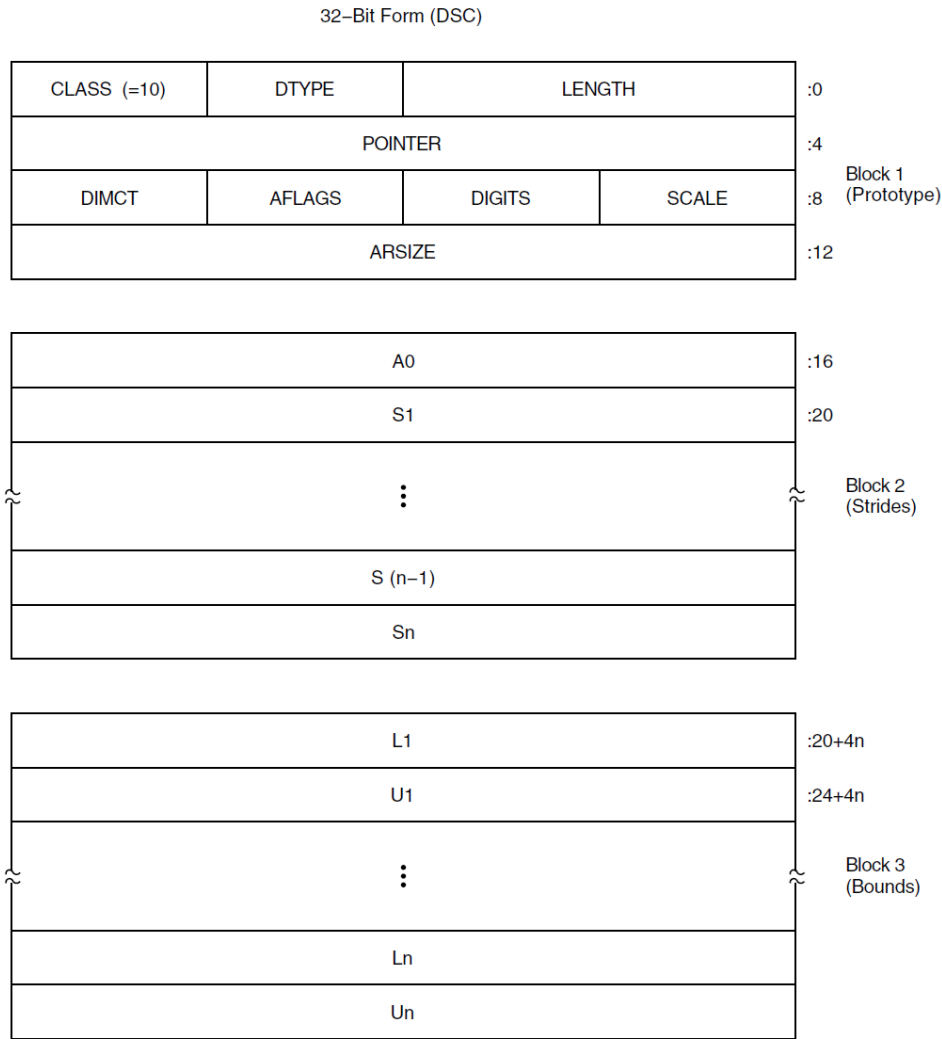 32−Bit Form (DSC)
CLASS (=10) DTYPE LENGTH :0
POINTER :4
Block 1
(Prototype)
DIMCT AFLAGS DIGITS SCALE :8
ARSIZE :12
A0 :16
S1 :20
Block 2
(Strides)
S (n−1)
Sn
L1 :20+4n
U1 :24+4n
Block 3
(Bounds)
Ln
Un